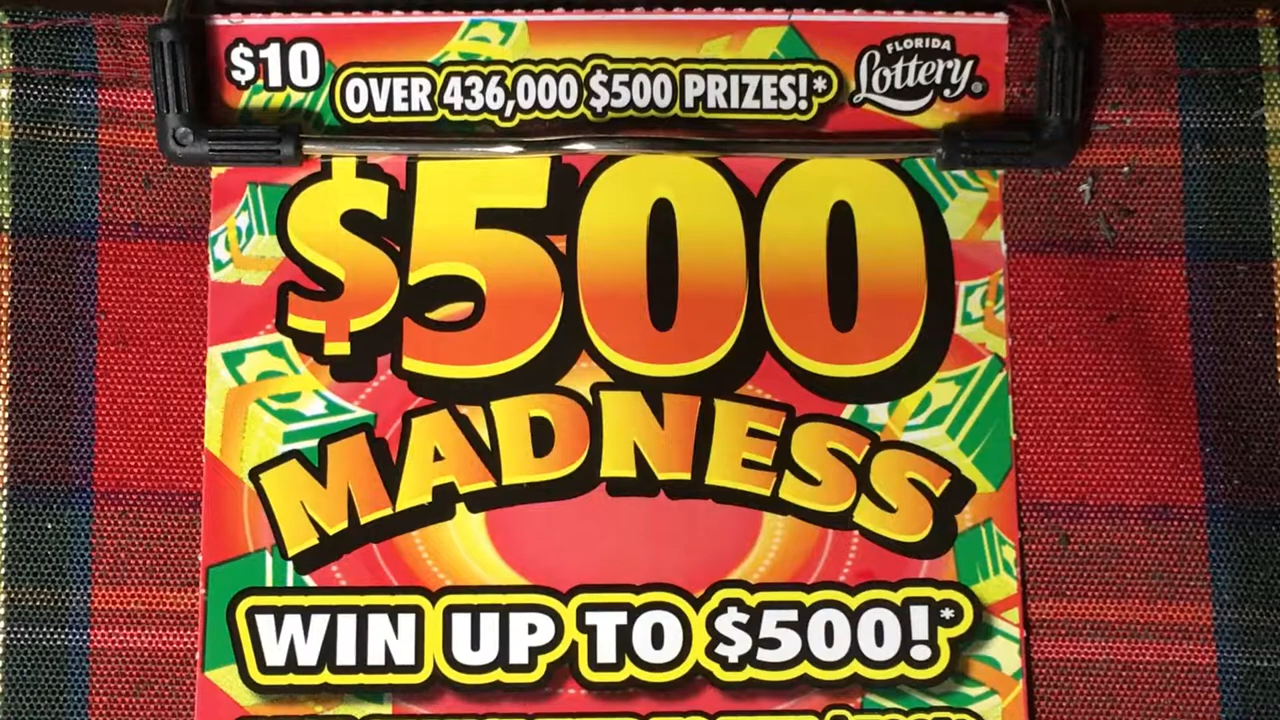 $10
OVER 436,000 $500 PRIZES!*
FLORIDA
Lottery®
$500
MADNESS
WIN UP TO $500!*